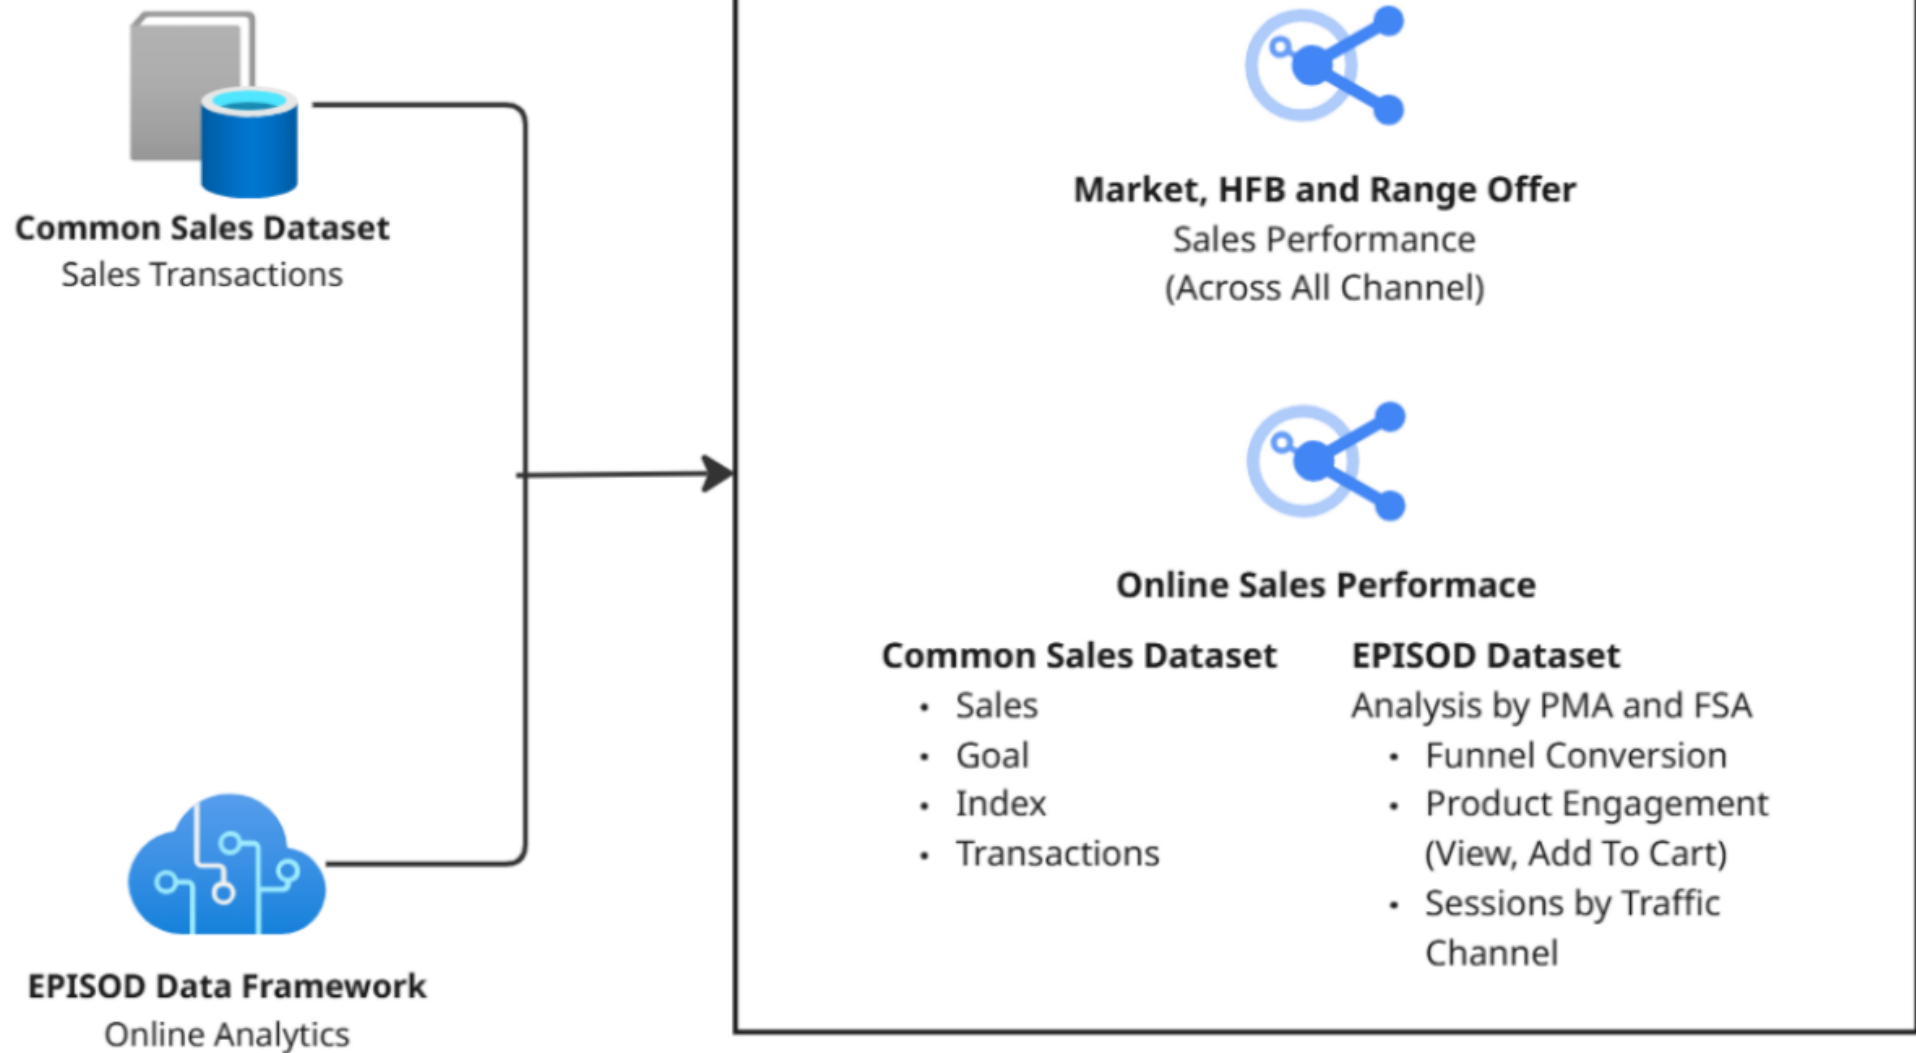 Common Sales Dataset
Sales Transactions
EPISOD Data Framework
Online Analytics
Market, HFB and Range Offer
Sales Performance
(Across All Channel)
Online Sales Performace
Common Sales Dataset
• Sales
• Goal
• Index
• Transactions
EPISOD Dataset
Analysis by PMA and FSA
• Funnel Conversion
• Product Engagement
(View, Add To Cart)
• Sessions by Traffic
Channel